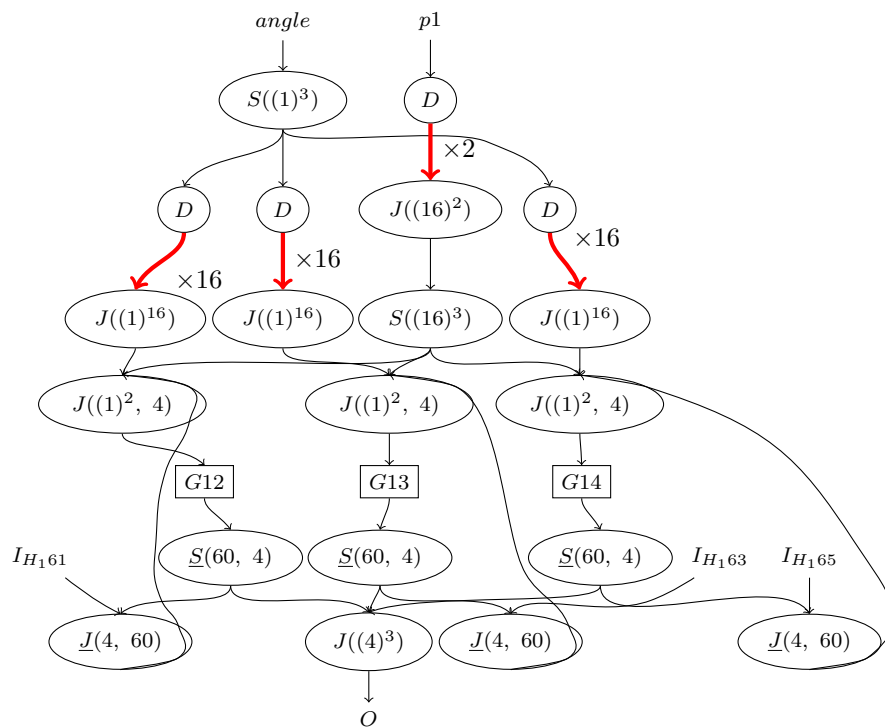 angle p1
S((1)³) D
×2
D D J((16)²) D
×16 ×16 ×16
J((1)¹⁶) J((1)¹⁶) S((16)³) J((1)¹⁶)
J((1)², 4) J((1)², 4) J((1)², 4)
G12 G13 G14
I_{H₁61} S(60, 4) S(60, 4) S(60, 4) I_{H₁63} I_{H₁65}
J(4, 60) J((4)³) J(4, 60) J(4, 60)
O